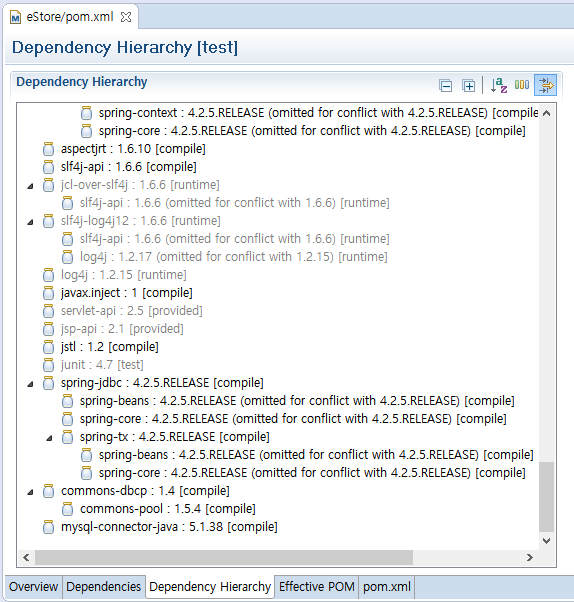 eStore/pom.xml
Dependency Hierarchy [test]
Dependency Hierarchy
spring-context : 4.2.5.RELEASE (omitted for conflict with 4.2.5.RELEASE) [compile
spring-core : 4.2.5.RELEASE (omitted for conflict with 4.2.5.RELEASE) [compile]
aspectjrt : 1.6.10 [compile]
slf4j-api : 1.6.6 [compile]
jcl-over-slf4j : 1.6.6 [runtime]
slf4j-api : 1.6.6 (omitted for conflict with 1.6.6) [runtime]
slf4j-log4j12 : 1.6.6 [runtime]
slf4j-api : 1.6.6 (omitted for conflict with 1.6.6) [runtime]
log4j : 1.2.17 (omitted for conflict with 1.2.15) [runtime]
log4j : 1.2.15 [runtime]
javax.inject : 1 [compile]
servlet-api : 2.5 [provided]
jsp-api : 2.1 [provided]
jstl : 1.2 [compile]
junit : 4.7 [test]
spring-jdbc : 4.2.5.RELEASE [compile]
spring-beans : 4.2.5.RELEASE (omitted for conflict with 4.2.5.RELEASE) [compile]
spring-core : 4.2.5.RELEASE (omitted for conflict with 4.2.5.RELEASE) [compile]
spring-tx : 4.2.5.RELEASE [compile]
spring-beans : 4.2.5.RELEASE (omitted for conflict with 4.2.5.RELEASE) [compile]
spring-core : 4.2.5.RELEASE (omitted for conflict with 4.2.5.RELEASE) [compile]
commons-dbcp : 1.4 [compile]
commons-pool : 1.5.4 [compile]
mysql-connector-java : 5.1.38 [compile]
Overview Dependencies Dependency Hierarchy Effective POM pom.xml